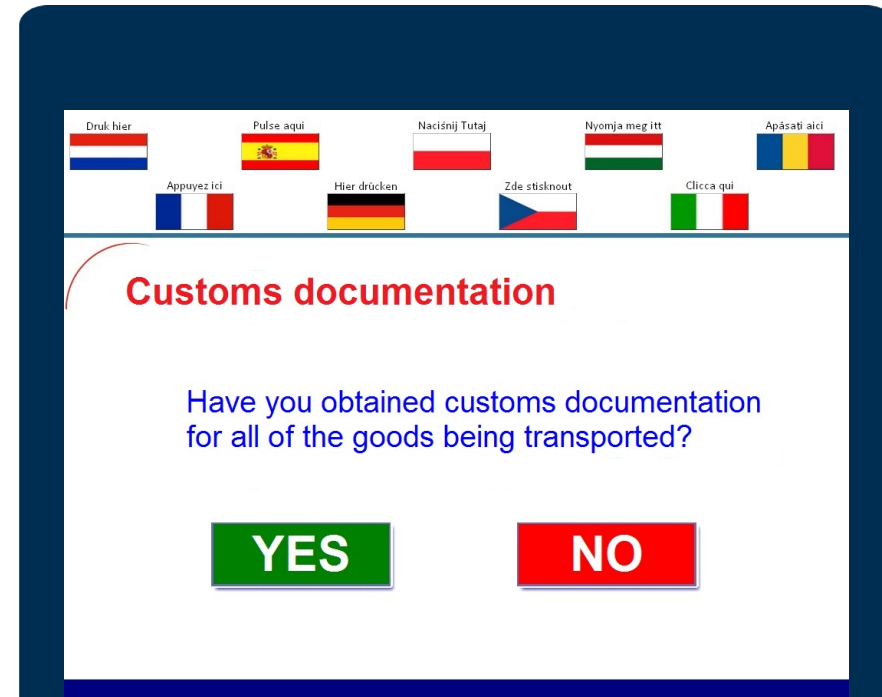 Druk hier
Pulse aqui
Naciśnij Tutaj
Nyomja meg itt
Apăsați aici
Appuyez ici
Hier drücken
Zde stisknout
Clicca qui
Customs documentation
Have you obtained customs documentation
for all of the goods being transported?
YES
NO